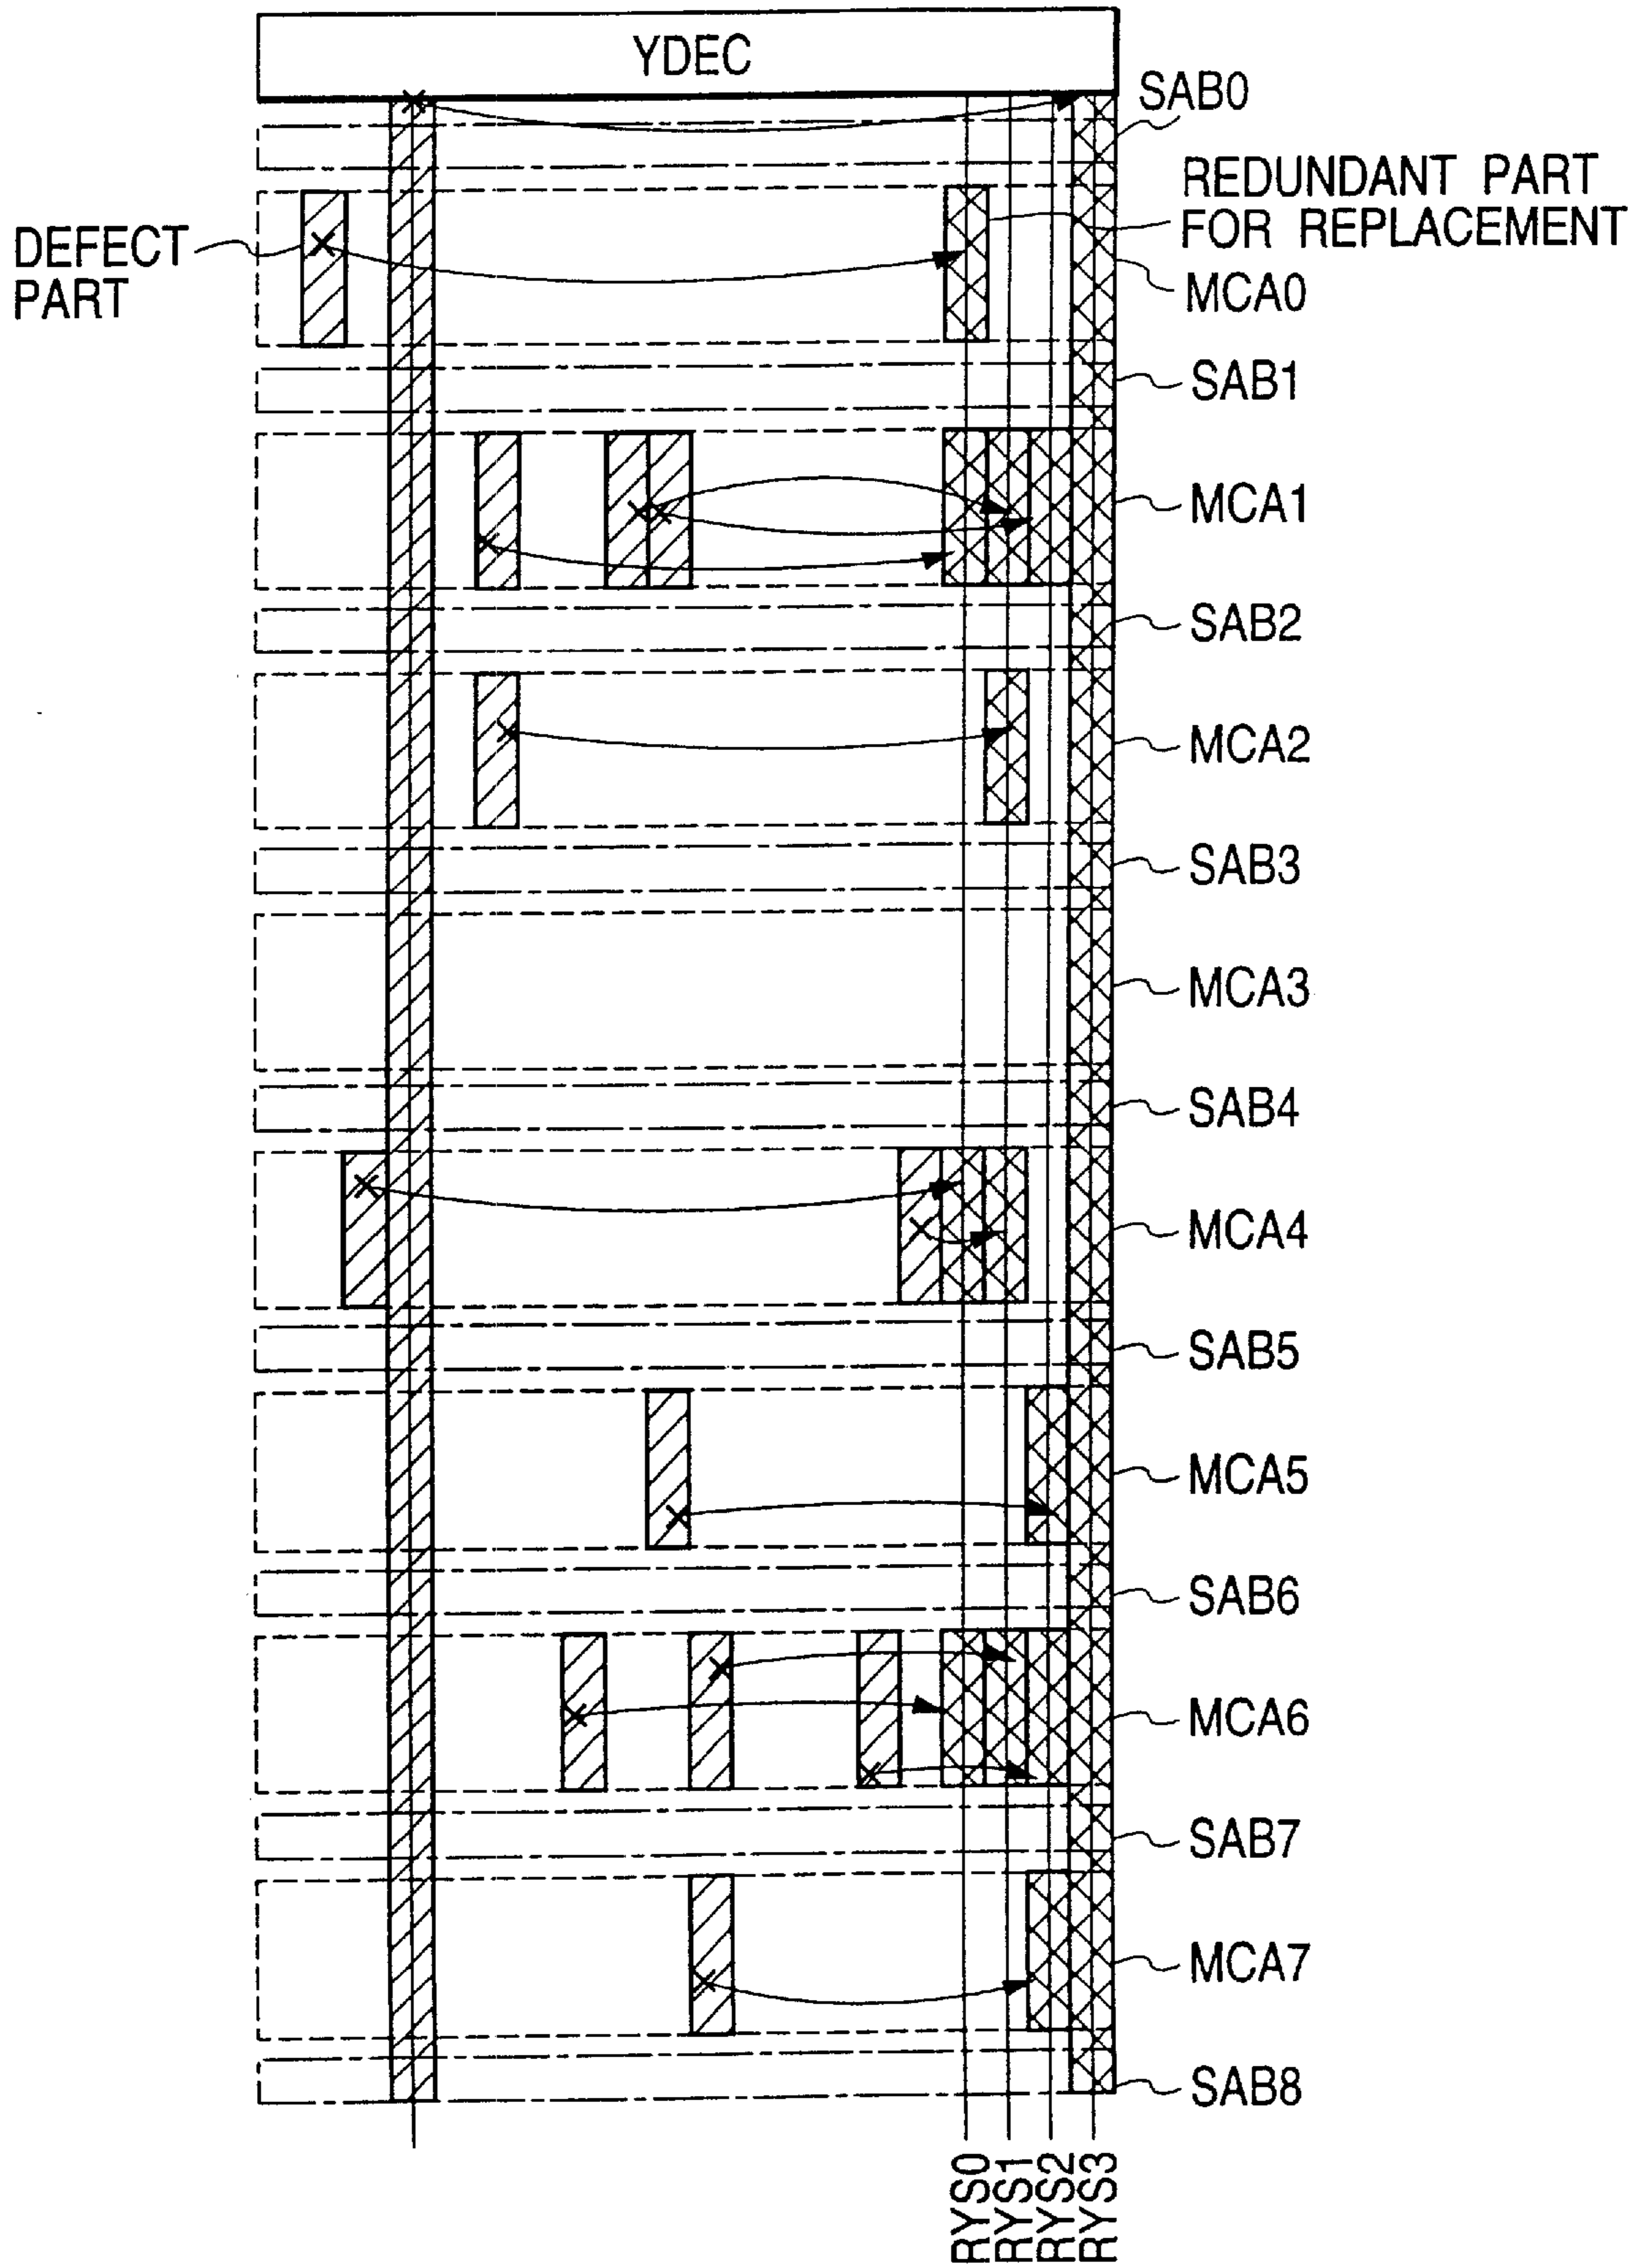 YDEC
SAB0
REDUNDANT PART
FOR REPLACEMENT
DEFECT
PART
MCA0
SAB1
MCA1
SAB2
MCA2
SAB3
MCA3
SAB4
MCA4
SAB5
MCA5
SAB6
MCA6
SAB7
MCA7
SAB8
RYS0
RYS1
RYS2
RYS3